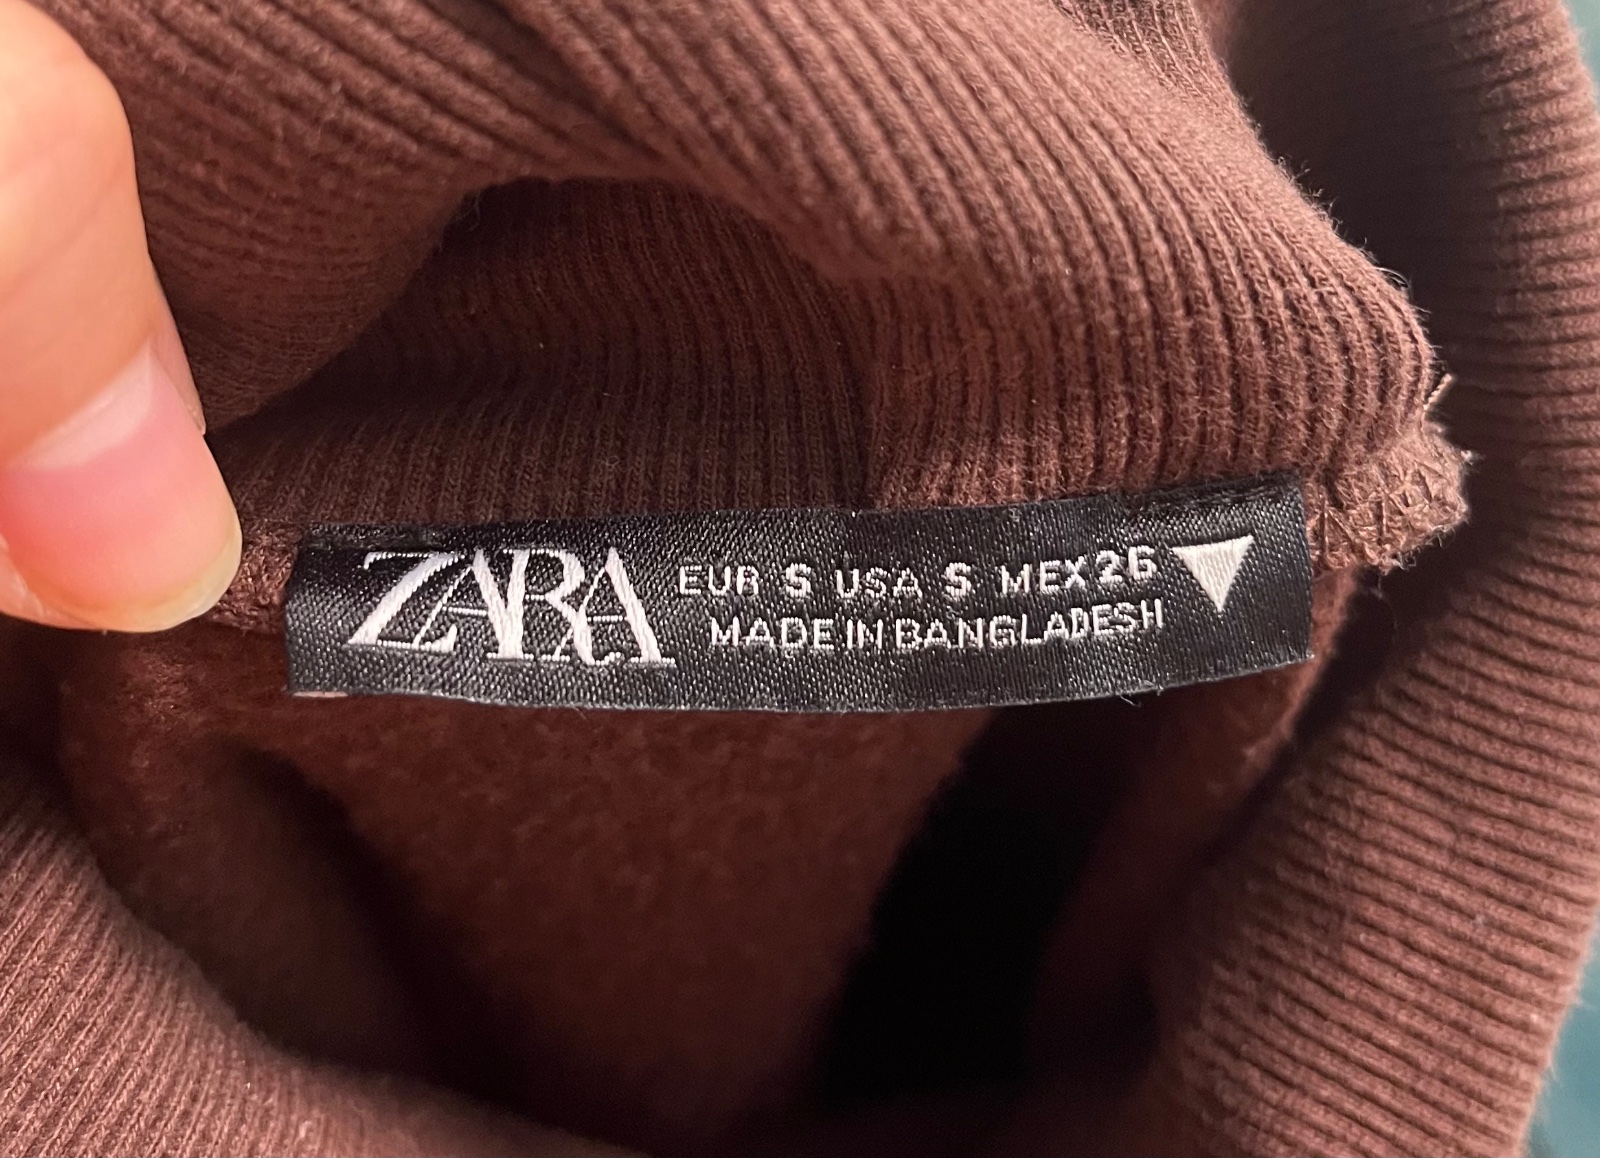 ZARA
EUR S USA S MEX 26
MADE IN BANGLADESH